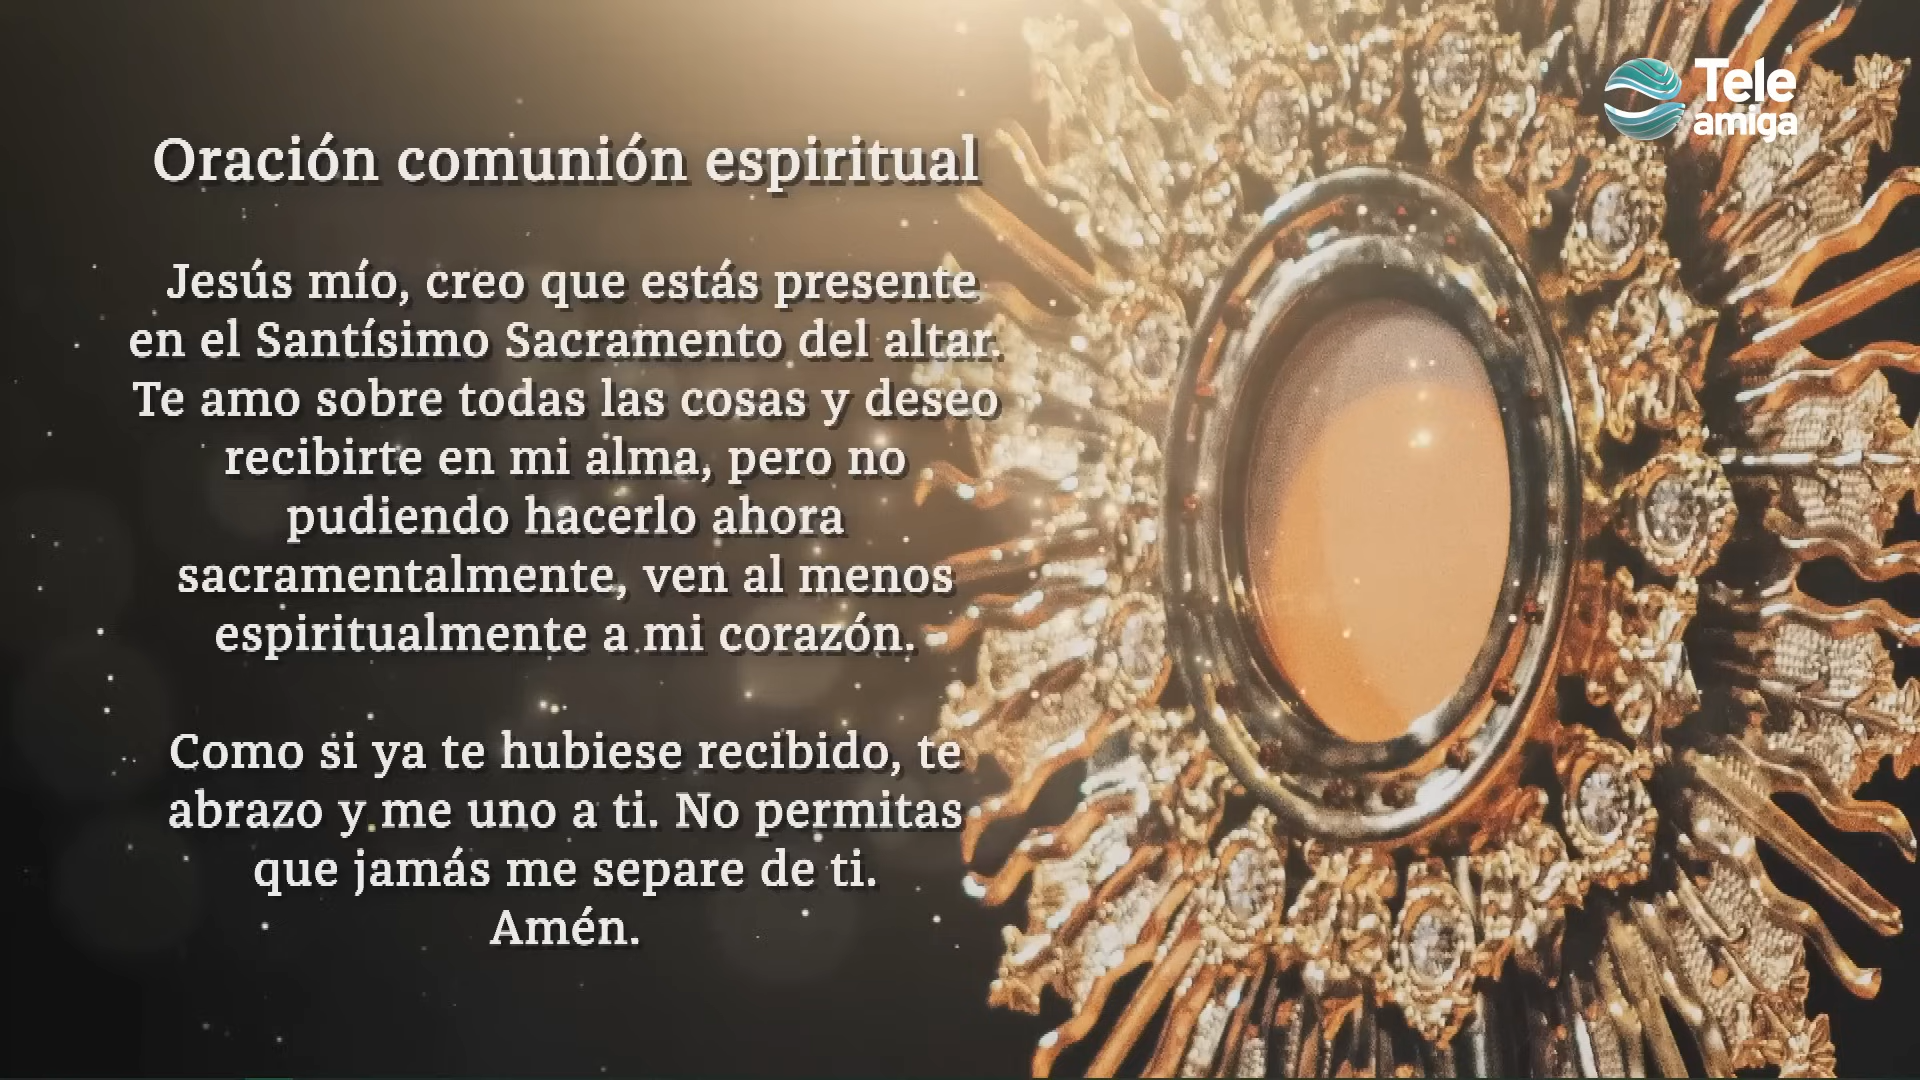 Tele
amiga
Oración comunión espiritual
Jesús mío, creo que estás presente
en el Santísimo Sacramento del altar.
Te amo sobre todas las cosas y deseo
recibirte en mi alma, pero no
pudiendo hacerlo ahora
sacramentalmente, ven al menos
espiritualmente a mi corazón.
Como si ya te hubiese recibido, te
abrazo y me uno a ti. No permitas
que jamás me separe de ti.
Amén.